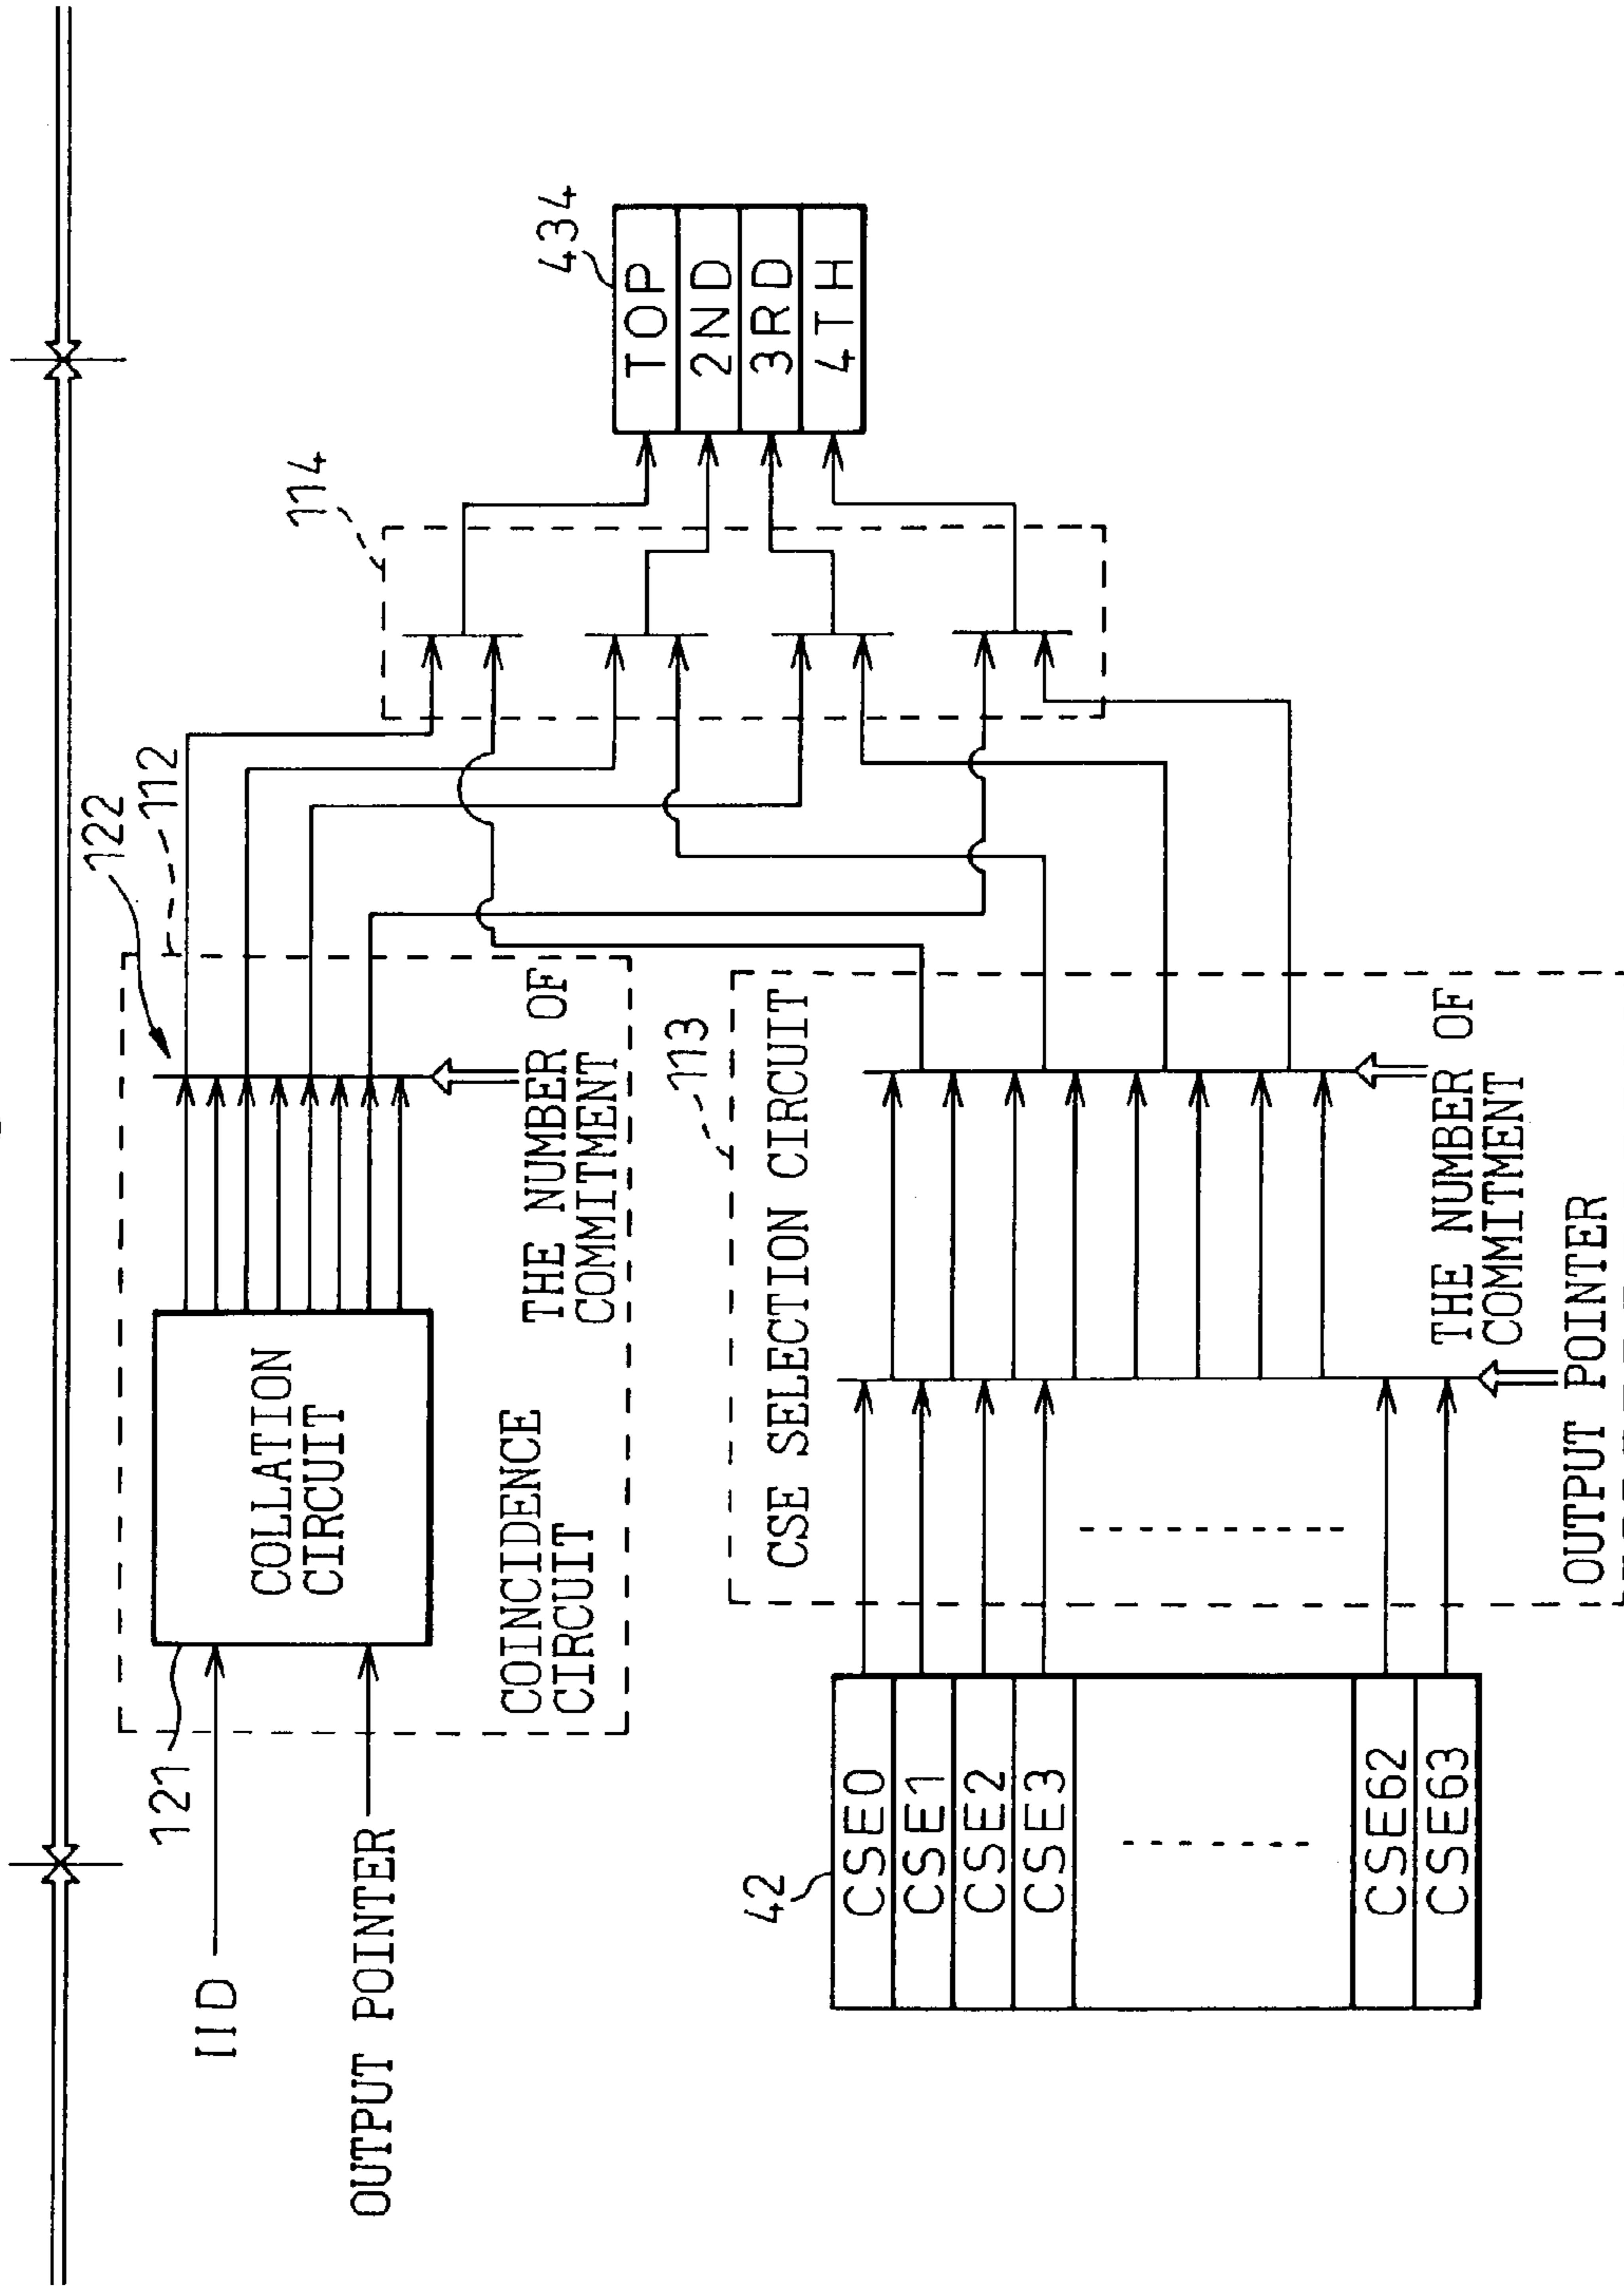 IID
OUTPUT POINTER
121
COLLATION
CIRCUIT
COINCIDENCE
CIRCUIT
THE NUMBER OF
COMMITMENT
122
112
114
434
TOP
2ND
3RD
4TH
42
CSE0
CSE1
CSE2
CSE3
CSE62
CSE63
113
CSE SELECTION CIRCUIT
THE NUMBER OF
COMMITMENT
OUTPUT POINTER